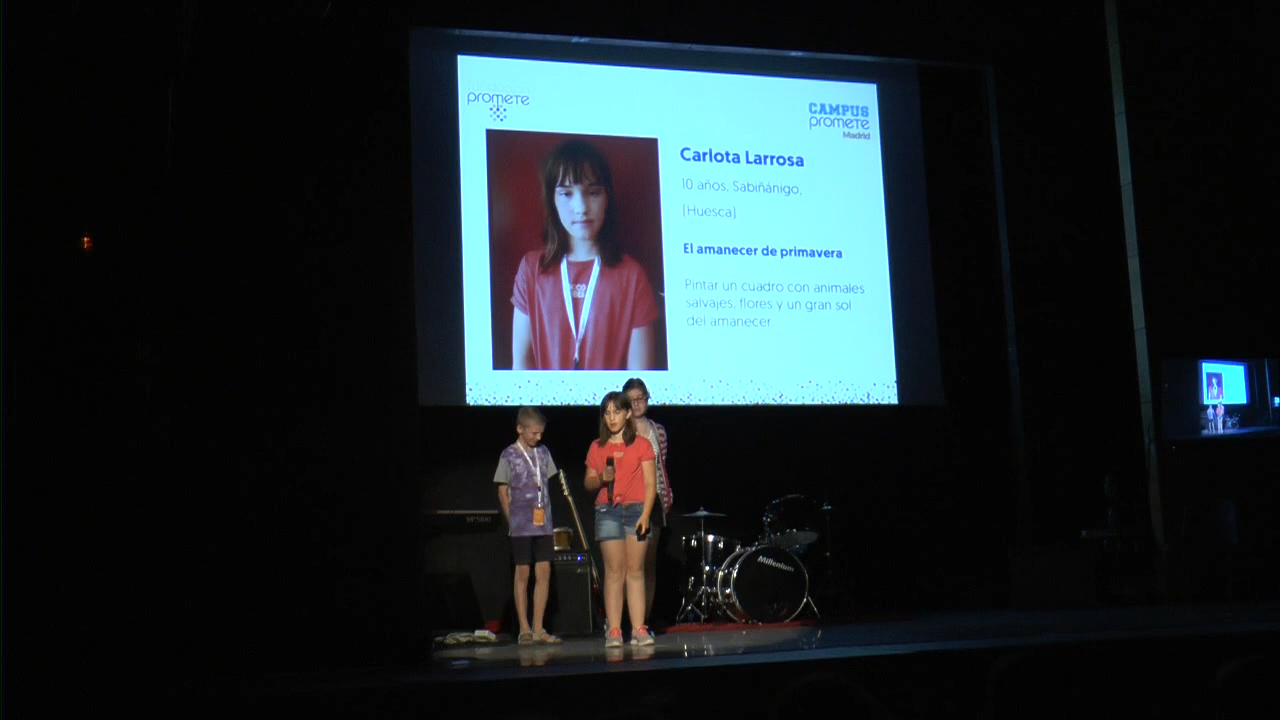 promete
CAMPUS
promete
Madrid
Carlota Larrosa
10 años, Sabiñánigo,
(Huesca)
El amanecer de primavera
Pintar un cuadro con animales
salvajes, flores y un gran sol
del amanecer
Millenium